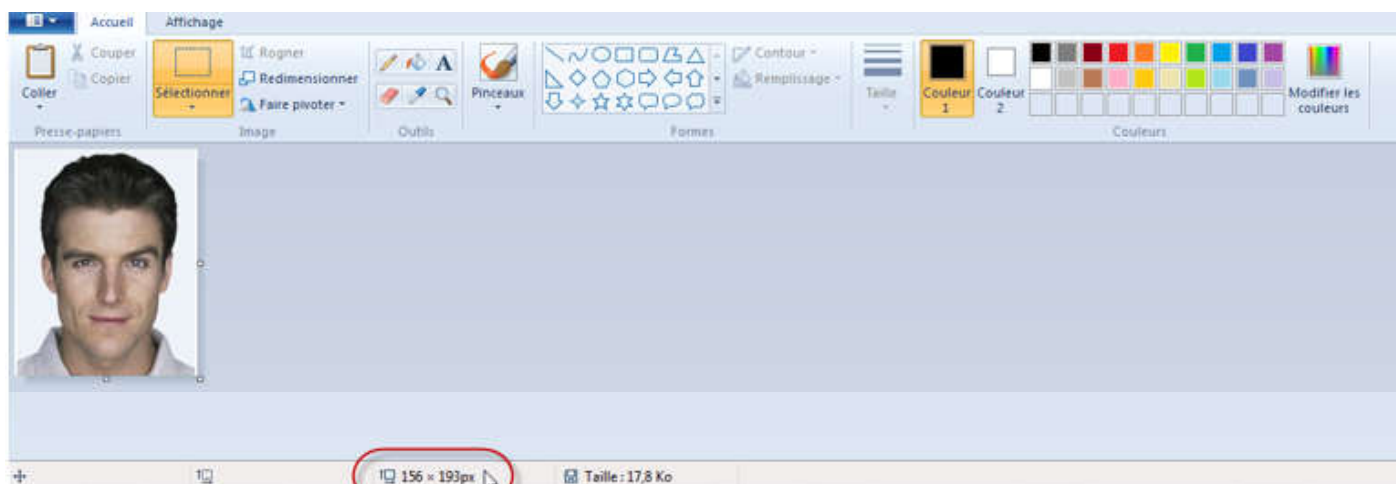 Accueil Affichage
Couper
Copier
Coller
Presse-papiers
Sélectionner
Rogner
Redimensionner
Faire pivoter
Image
A
Outils
Pinceaux
Formes
Contour
Remplissage
Taille
Couleur
1
Couleur
2
Couleurs
Modifier les
couleurs
156 × 193px
Taille : 17,8 Ko